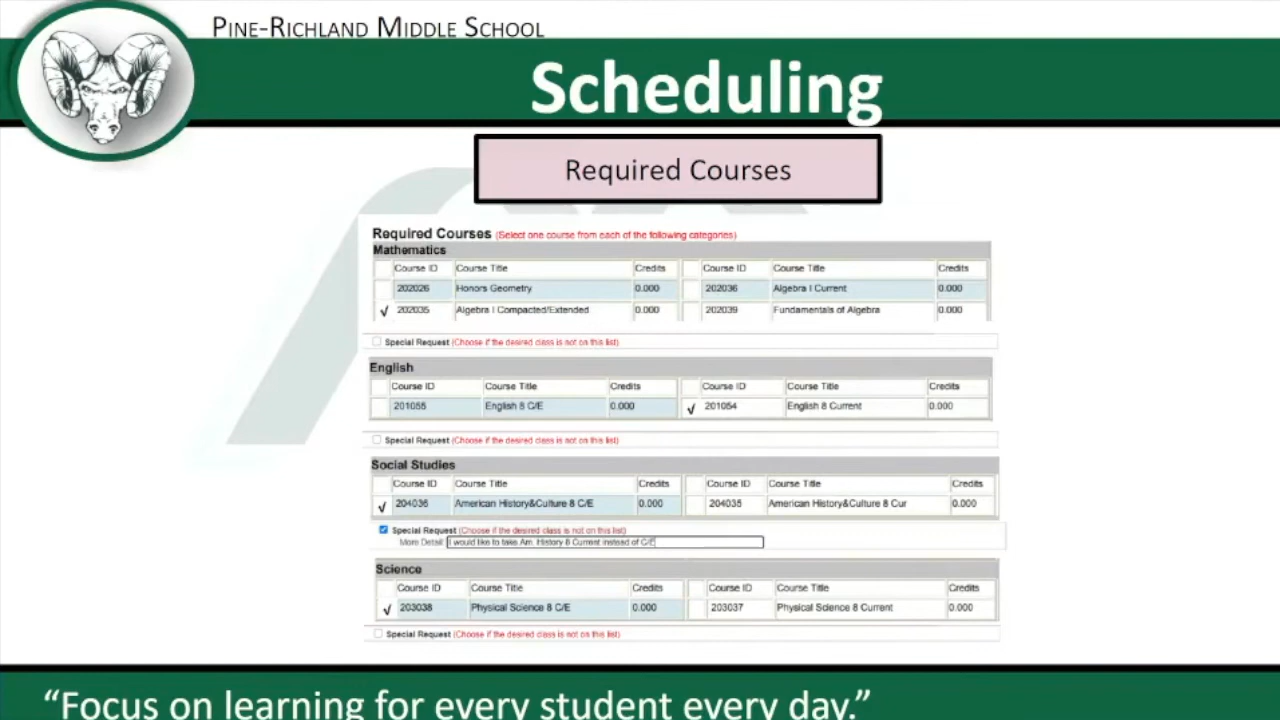 PINE-RICHLAND MIDDLE SCHOOL
Scheduling
Required Courses
Required Courses (Select one course from each of the following categories)
Mathematics
Course ID Course Title Credits Course ID Course Title Credits
202026 Honors Geometry 0.000 202036 Algebra I Current 0.000
√ 202035 Algebra I Compacted/Extended 0.000 202039 Fundamentals of Algebra 0.000
Special Request (Choose if the desired class is not on this list)
English
Course ID Course Title Credits Course ID Course Title Credits
201055 English 8 C/E 0.000 √ 201054 English 8 Current 0.000
Special Request (Choose if the desired class is not on this list)
Social Studies
Course ID Course Title Credits Course ID Course Title Credits
√ 204036 American History&Culture 8 C/E 0.000 204035 American History&Culture 8 Cur 0.000
Special Request (Choose if the desired class is not on this list)
More Detail: I would like to take Am. History 8 Current instead of C/E
Science
Course ID Course Title Credits Course ID Course Title Credits
√ 203038 Physical Science 8 C/E 0.000 203037 Physical Science 8 Current 0.000
Special Request (Choose if the desired class is not on this list)
“Focus on learning for every student every day.”